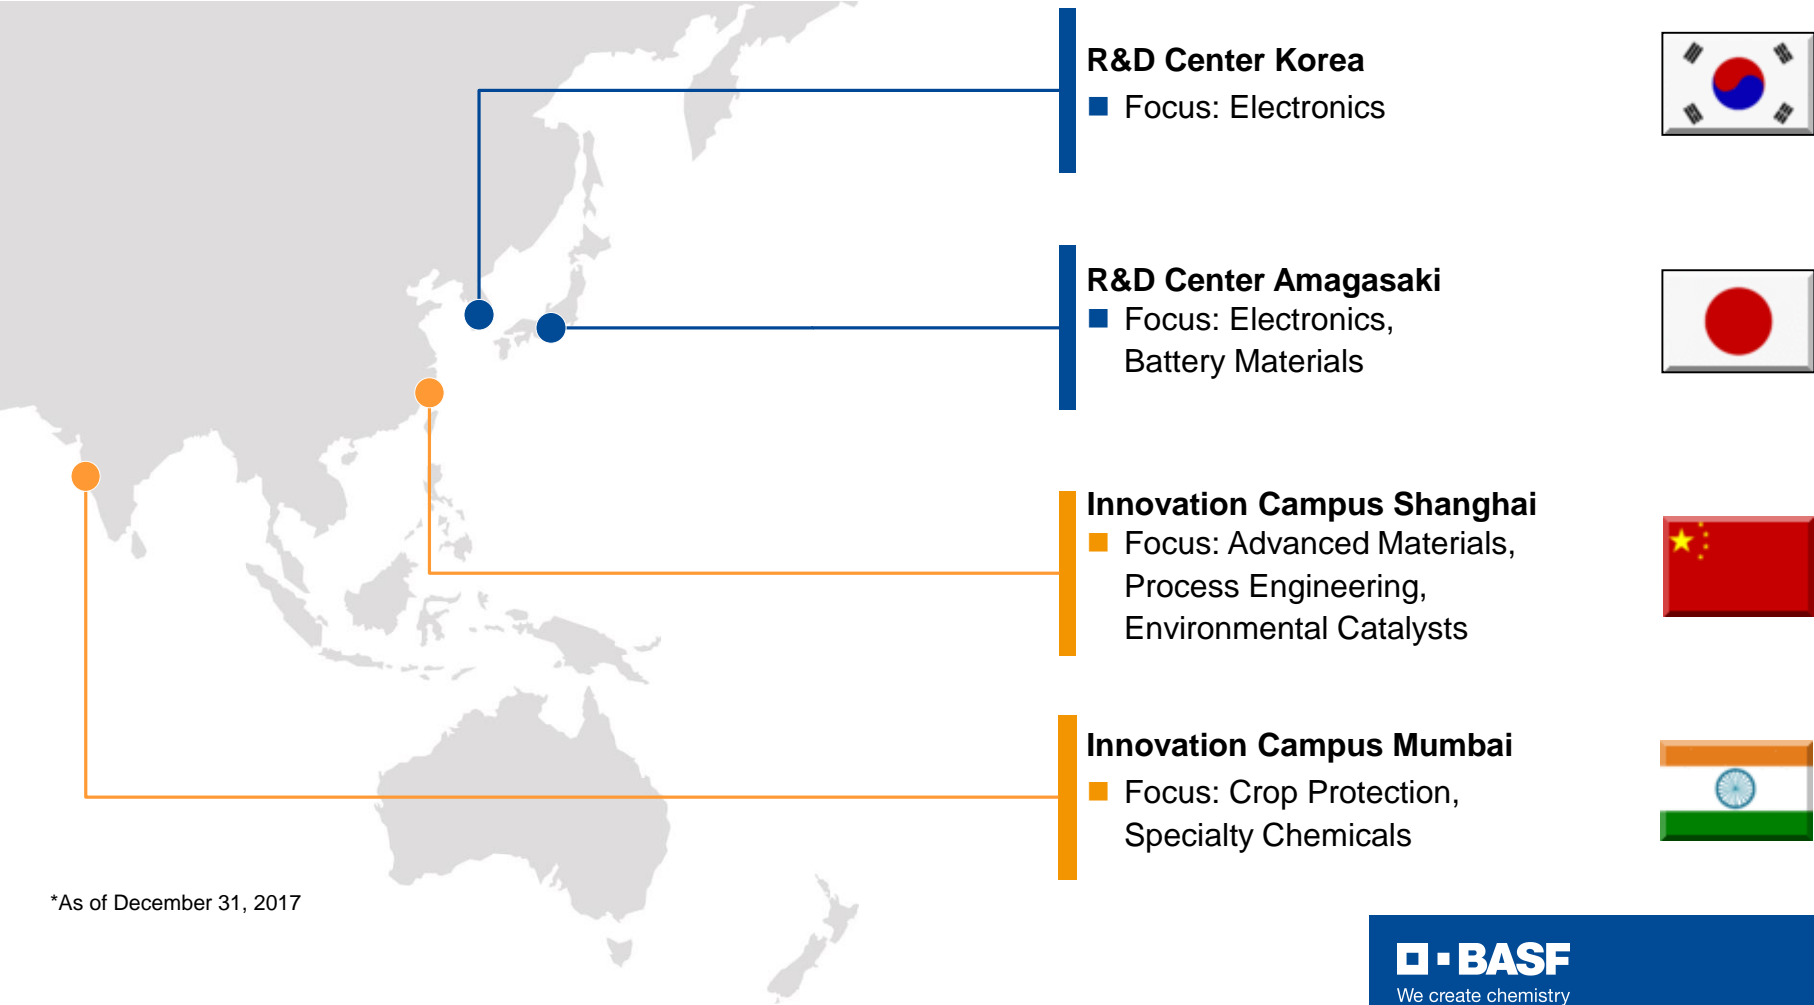 R&D Center Korea
Focus: Electronics
R&D Center Amagasaki
Focus: Electronics,
Battery Materials
Innovation Campus Shanghai
Focus: Advanced Materials,
Process Engineering,
Environmental Catalysts
Innovation Campus Mumbai
Focus: Crop Protection,
Specialty Chemicals
*As of December 31, 2017
BASF
We create chemistry